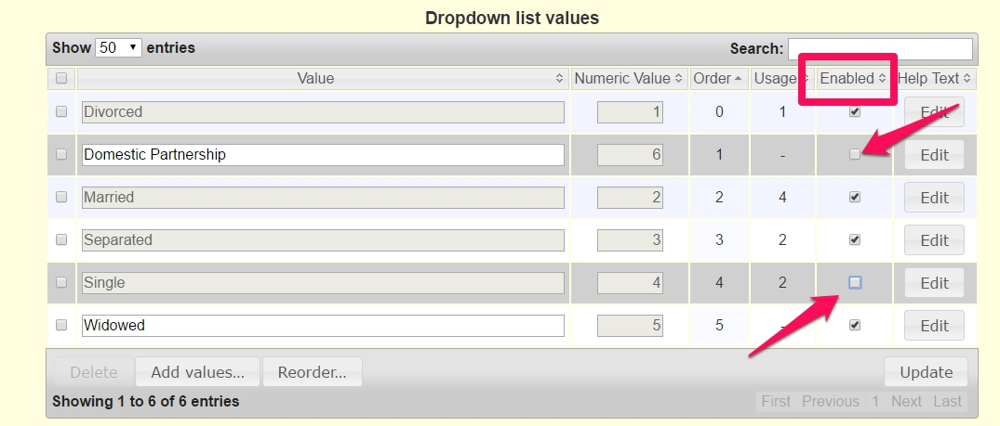 Dropdown list values
Show 50 entries Search:
Value Numeric Value Order Usage Enabled Help Text
Divorced 1 0 1 Edit
Domestic Partnership 6 1 - Edit
Married 2 2 4 Edit
Separated 3 3 2 Edit
Single 4 4 2 Edit
Widowed 5 5 - Edit
Delete Add values... Reorder... Update
Showing 1 to 6 of 6 entries First Previous 1 Next Last